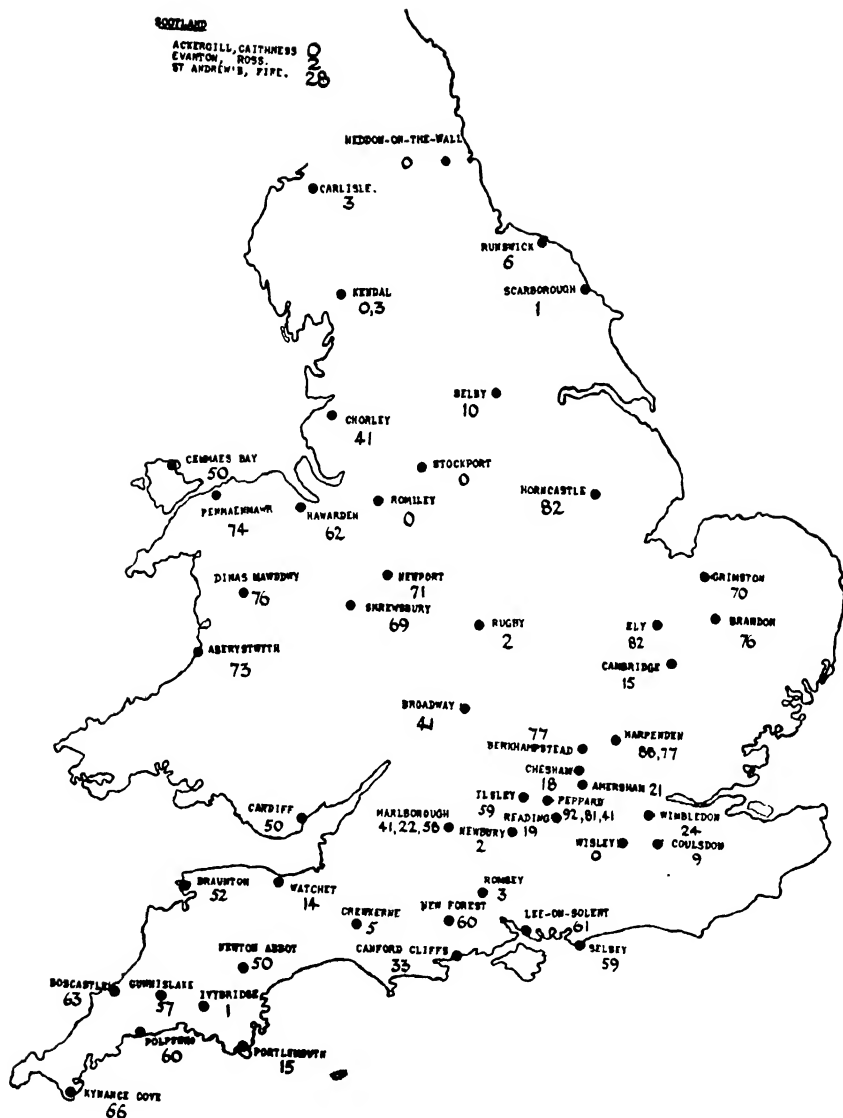 SCOTLAND
ACKERGILL, CAITHNESS 0
EVANTON, ROSS. 2
ST ANDREW'S, FIFE. 28
HEDDON-ON-THE-WALL
0
CARLISLE.
3
RUNSWICK
6
KENDAL
0,3
SCARBOROUGH
1
SELBY
10
CHORLEY
41
CEMMAES BAY
50
STOCKPORT
0
HORNCASTLE
82
PENMAENMAWR
74
HAWARDEN
62
ROMILEY
0
DINAS MAWDDWY
76
NEWPORT
71
GRIMSTON
70
SHREWSBURY
69
RUGBY
2
ELY
82
BRANDON
76
ABERYSTWYTH
73
CAMBRIDGE
15
BROADWAY
41
77
BERKHAMPSTEAD
HARPENDEN
88,77
CHESHAM
18
AMERSHAM 21
ILSLEY
59
PEPPARD
92,81,41
CARDIFF
50
MARLBOROUGH
41,22,58
READING
19
NEWBURY
2
WIMBLEDON
24
WISLEY
0
COULSDON
9
BRAUNTON
52
WATCHET
14
ROMSEY
3
CREWKERNE
5
NEW FOREST
60
LEE-ON-SOLENT
61
NEWTON ABBOT
50
CANFORD CLIFFS
33
SELSEY
59
BOSCASTLE
63
GUNNISLAKE
57
IVYBRIDGE
1
60
PORTLEMOUTH
15
KYNANCE COVE
66